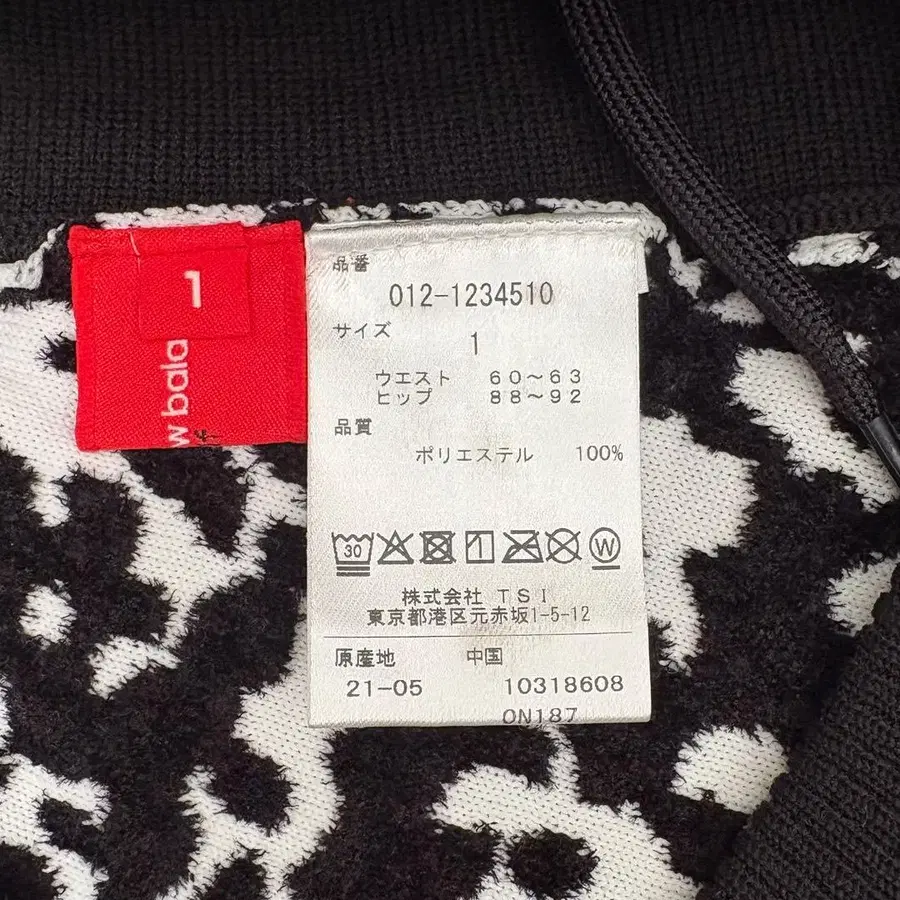 1
w bala
品番
012-1234510
サイズ
1
ウエスト 60~63
ヒップ 88~92
品質
ポリエステル 100%
30
W
株式会社 TSI
東京都港区元赤坂1-5-12
原産地 中国
21-05 10318608
ON187